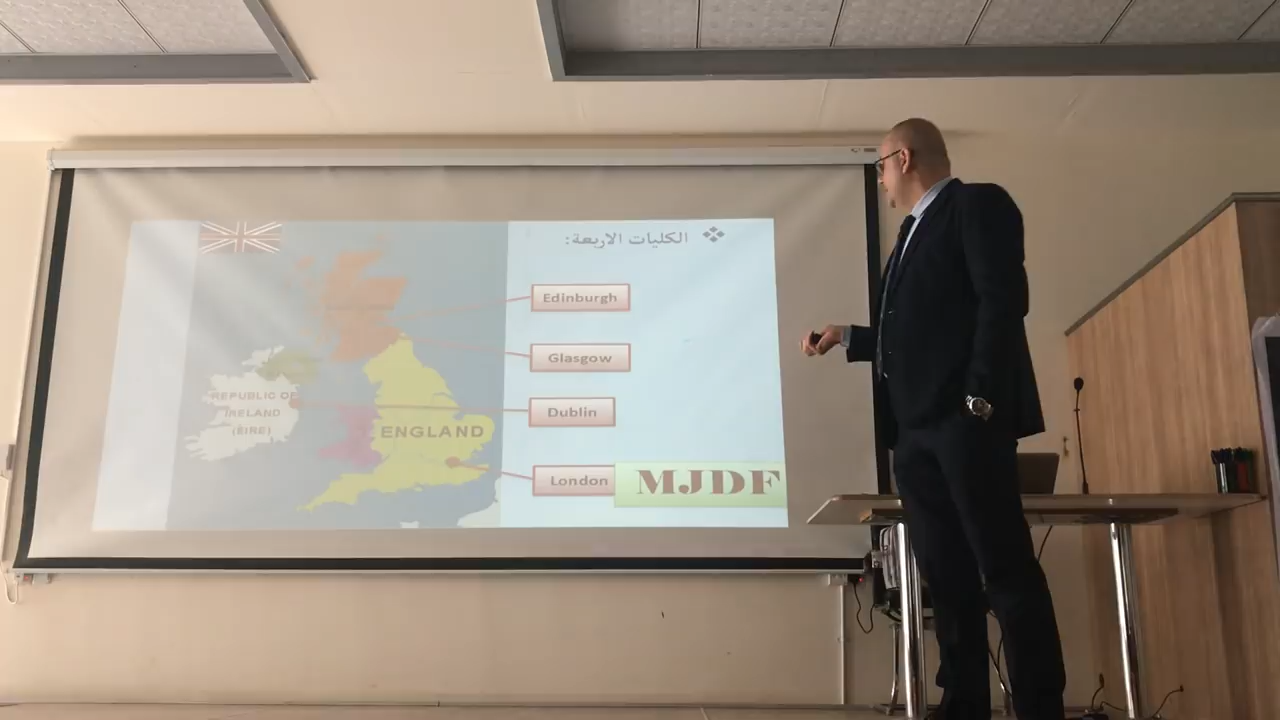 الكليات الاربعة:
Edinburgh
Glasgow
Dublin
London
MJDF
REPUBLIC OF
IRELAND
(EIRE)
ENGLAND